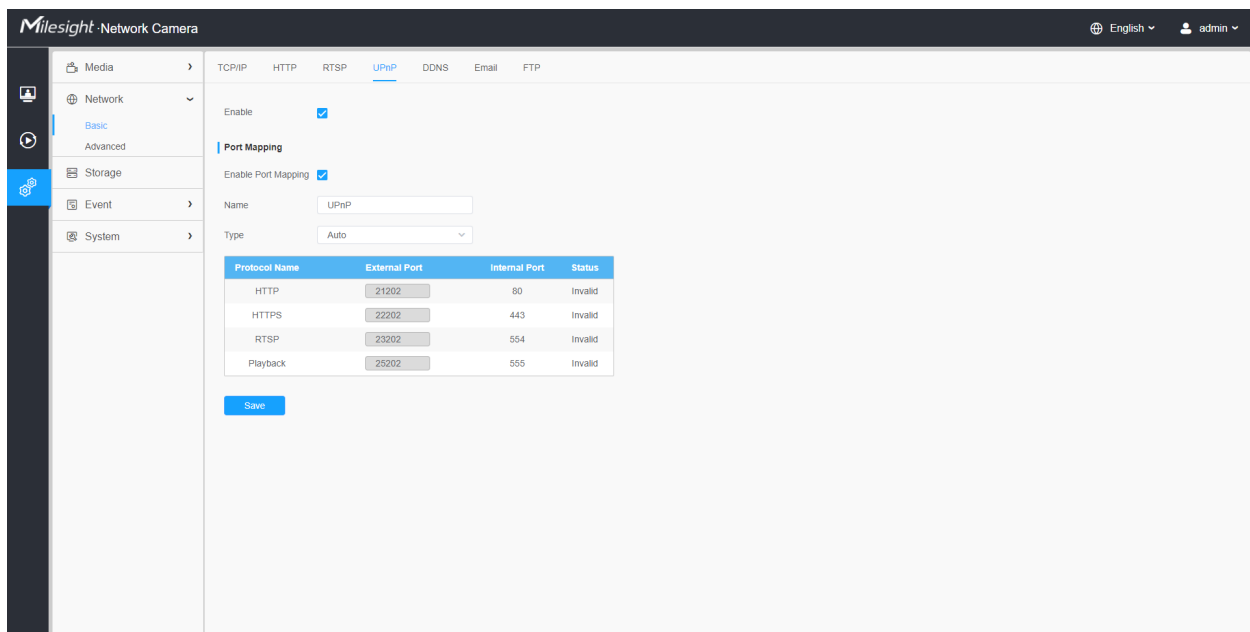 Milesight · Network Camera
English
admin
Media
Network
Basic
Advanced
Storage
Event
System
TCP/IP HTTP RTSP UPnP DDNS Email FTP
Enable
Port Mapping
Enable Port Mapping
Name UPnP
Type Auto
Protocol Name External Port Internal Port Status
HTTP 21202 80 Invalid
HTTPS 22202 443 Invalid
RTSP 23202 554 Invalid
Playback 25202 555 Invalid
Save